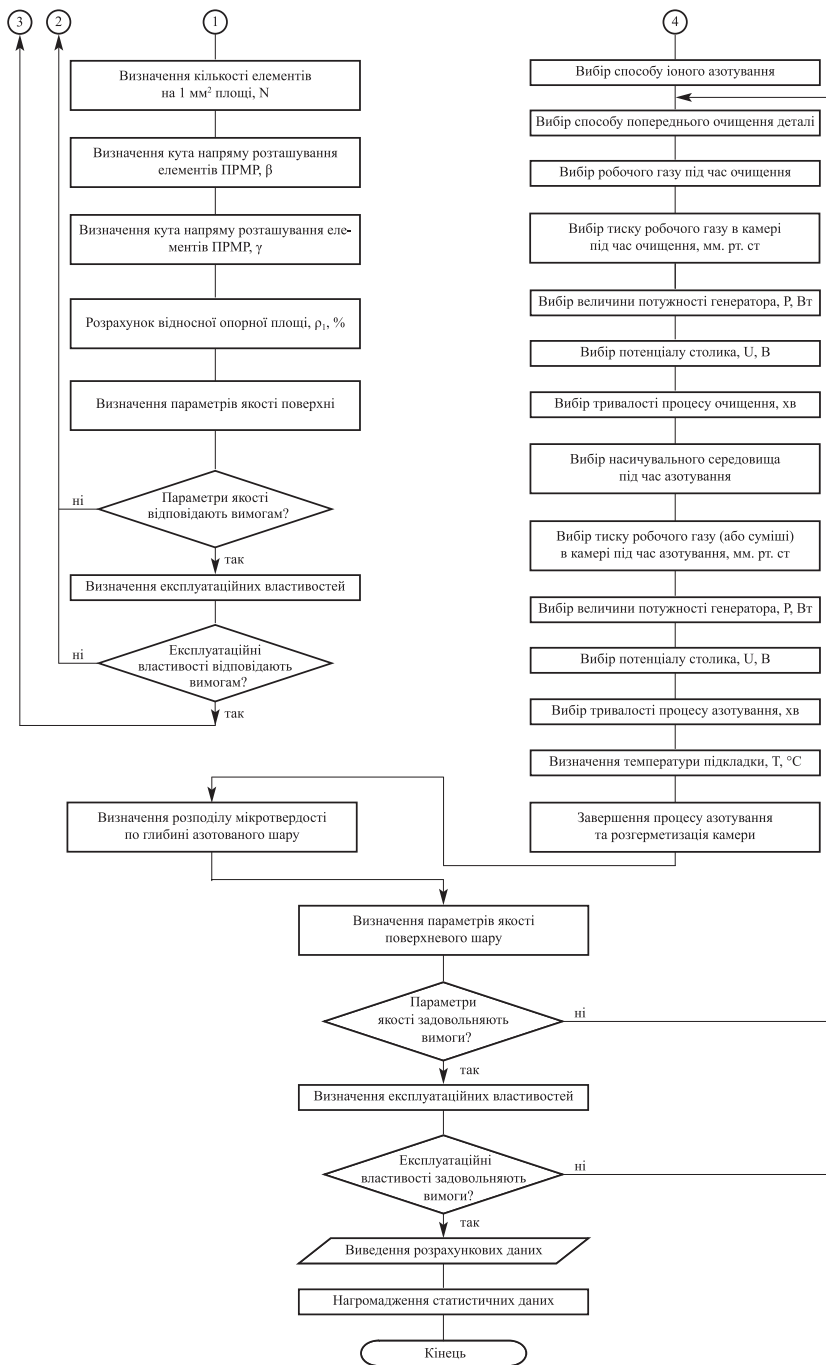 3
2
1
Визначення кількості елементів
на 1 мм² площі, N
Визначення кута напряму розташування
елементів ПРМР, β
Визначення кута напряму розташування еле-
ментів ПРМР, γ
Розрахунок відносної опорної площі, ρ₁, %
Визначення параметрів якості поверхні
Параметри якості
відповідають вимогам?
ні
так
Визначення експлуатаційних властивостей
Експлуатаційні
властивості відповідають
вимогам?
ні
так
4
Вибір способу іоного азотування
Вибір способу попереднього очищення деталі
Вибір робочого газу під час очищення
Вибір тиску робочого газу в камері
під час очищення, мм. рт. ст
Вибір величини потужності генератора, P, Вт
Вибір потенціалу столика, U, В
Вибір тривалості процесу очищення, хв
Вибір насичувального середовища
під час азотування
Вибір тиску робочого газу (або суміші)
в камері під час азотування, мм. рт. ст
Вибір величини потужності генератора, P, Вт
Вибір потенціалу столика, U, В
Вибір тривалості процесу азотування, хв
Визначення температури підкладки, T, °C
Завершення процесу азотування
та розгерметизація камери
Визначення розподілу мікротвердості
по глибині азотованого шару
Визначення параметрів якості
поверхневого шару
Параметри
якості задовольняють
вимоги?
ні
так
Визначення експлуатаційних властивостей
Експлуатаційні
властивості задовольняють
вимоги?
ні
так
Виведення розрахункових даних
Нагромадження статистичних даних
Кінець